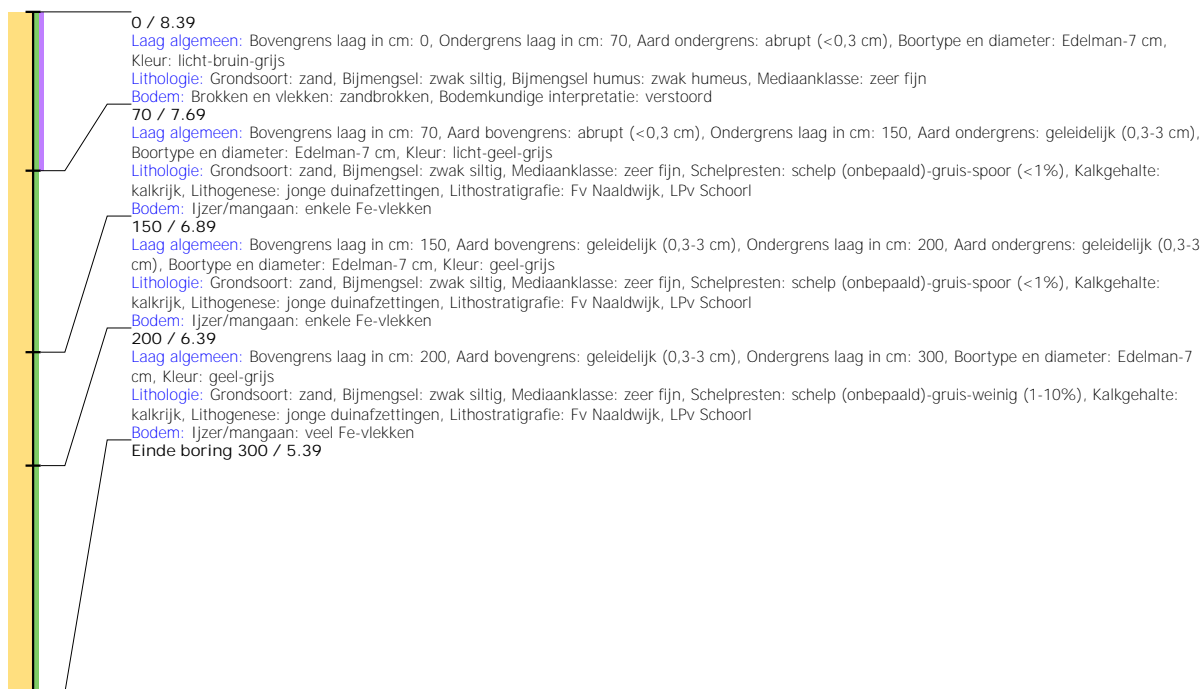 0 / 8.39
Laag algemeen: Bovengrens laag in cm: 0, Ondergrens laag in cm: 70, Aard ondergrens: abrupt (<0,3 cm), Boortype en diameter: Edelman-7 cm,
Kleur: licht-bruin-grijs
Lithologie: Grondsoort: zand, Bijmengsel: zwak siltig, Bijmengsel humus: zwak humeus, Mediaanklasse: zeer fijn
Bodem: Brokken en vlekken: zandbrokken, Bodemkundige interpretatie: verstoord
70 / 7.69
Laag algemeen: Bovengrens laag in cm: 70, Aard bovengrens: abrupt (<0,3 cm), Ondergrens laag in cm: 150, Aard ondergrens: geleidelijk (0,3-3 cm),
Boortype en diameter: Edelman-7 cm, Kleur: licht-geel-grijs
Lithologie: Grondsoort: zand, Bijmengsel: zwak siltig, Mediaanklasse: zeer fijn, Schelpresten: schelp (onbepaald)-gruis-spoor (<1%), Kalkgehalte:
kalkrijk, Lithogenese: jonge duinafzettingen, Lithostratigrafie: Fv Naaldwijk, LPv Schoorl
Bodem: Ijzer/mangaan: enkele Fe-vlekken
150 / 6.89
Laag algemeen: Bovengrens laag in cm: 150, Aard bovengrens: geleidelijk (0,3-3 cm), Ondergrens laag in cm: 200, Aard ondergrens: geleidelijk (0,3-3
cm), Boortype en diameter: Edelman-7 cm, Kleur: geel-grijs
Lithologie: Grondsoort: zand, Bijmengsel: zwak siltig, Mediaanklasse: zeer fijn, Schelpresten: schelp (onbepaald)-gruis-spoor (<1%), Kalkgehalte:
kalkrijk, Lithogenese: jonge duinafzettingen, Lithostratigrafie: Fv Naaldwijk, LPv Schoorl
Bodem: Ijzer/mangaan: enkele Fe-vlekken
200 / 6.39
Laag algemeen: Bovengrens laag in cm: 200, Aard bovengrens: geleidelijk (0,3-3 cm), Ondergrens laag in cm: 300, Boortype en diameter: Edelman-7
cm, Kleur: geel-grijs
Lithologie: Grondsoort: zand, Bijmengsel: zwak siltig, Mediaanklasse: zeer fijn, Schelpresten: schelp (onbepaald)-gruis-weinig (1-10%), Kalkgehalte:
kalkrijk, Lithogenese: jonge duinafzettingen, Lithostratigrafie: Fv Naaldwijk, LPv Schoorl
Bodem: Ijzer/mangaan: veel Fe-vlekken
Einde boring 300 / 5.39